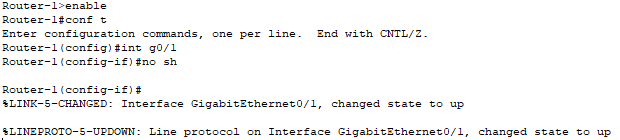 Router-1>enable
Router-1#conf t
Enter configuration commands, one per line.  End with CNTL/Z.
Router-1(config)#int g0/1
Router-1(config-if)#no sh
Router-1(config-if)#
%LINK-5-CHANGED: Interface GigabitEthernet0/1, changed state to up
%LINEPROTO-5-UPDOWN: Line protocol on Interface GigabitEthernet0/1, changed state to up